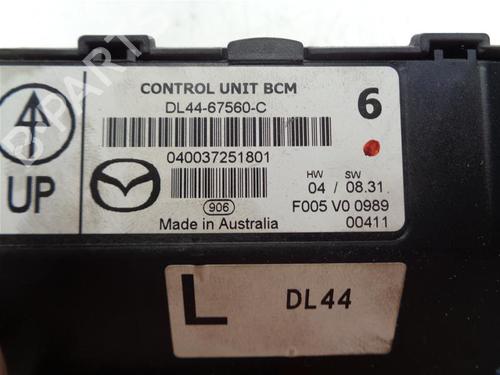 CONTROL UNIT BCM
DL44-67560-C
6
040037251801
HW SW
04 / 08.31
UP
906
F005 V0 0989
Made in Australia
00411
L DL44